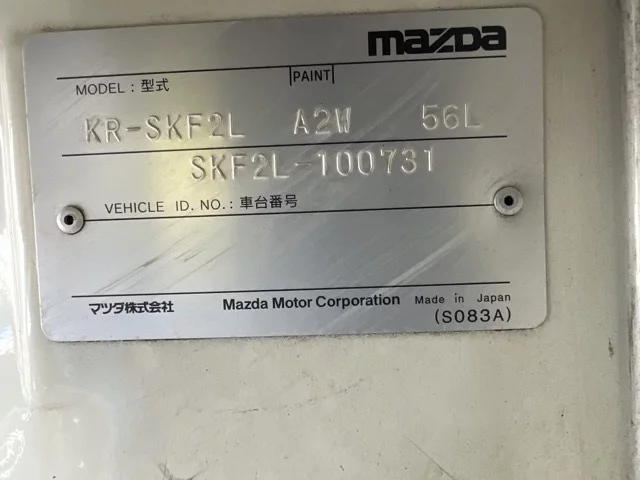 mazda
MODEL : 型式 PAINT
KR-SKF2L A2W 56L
SKF2L-100731
VEHICLE ID. NO. : 車台番号
マツダ株式会社 Mazda Motor Corporation Made in Japan
(S083A)